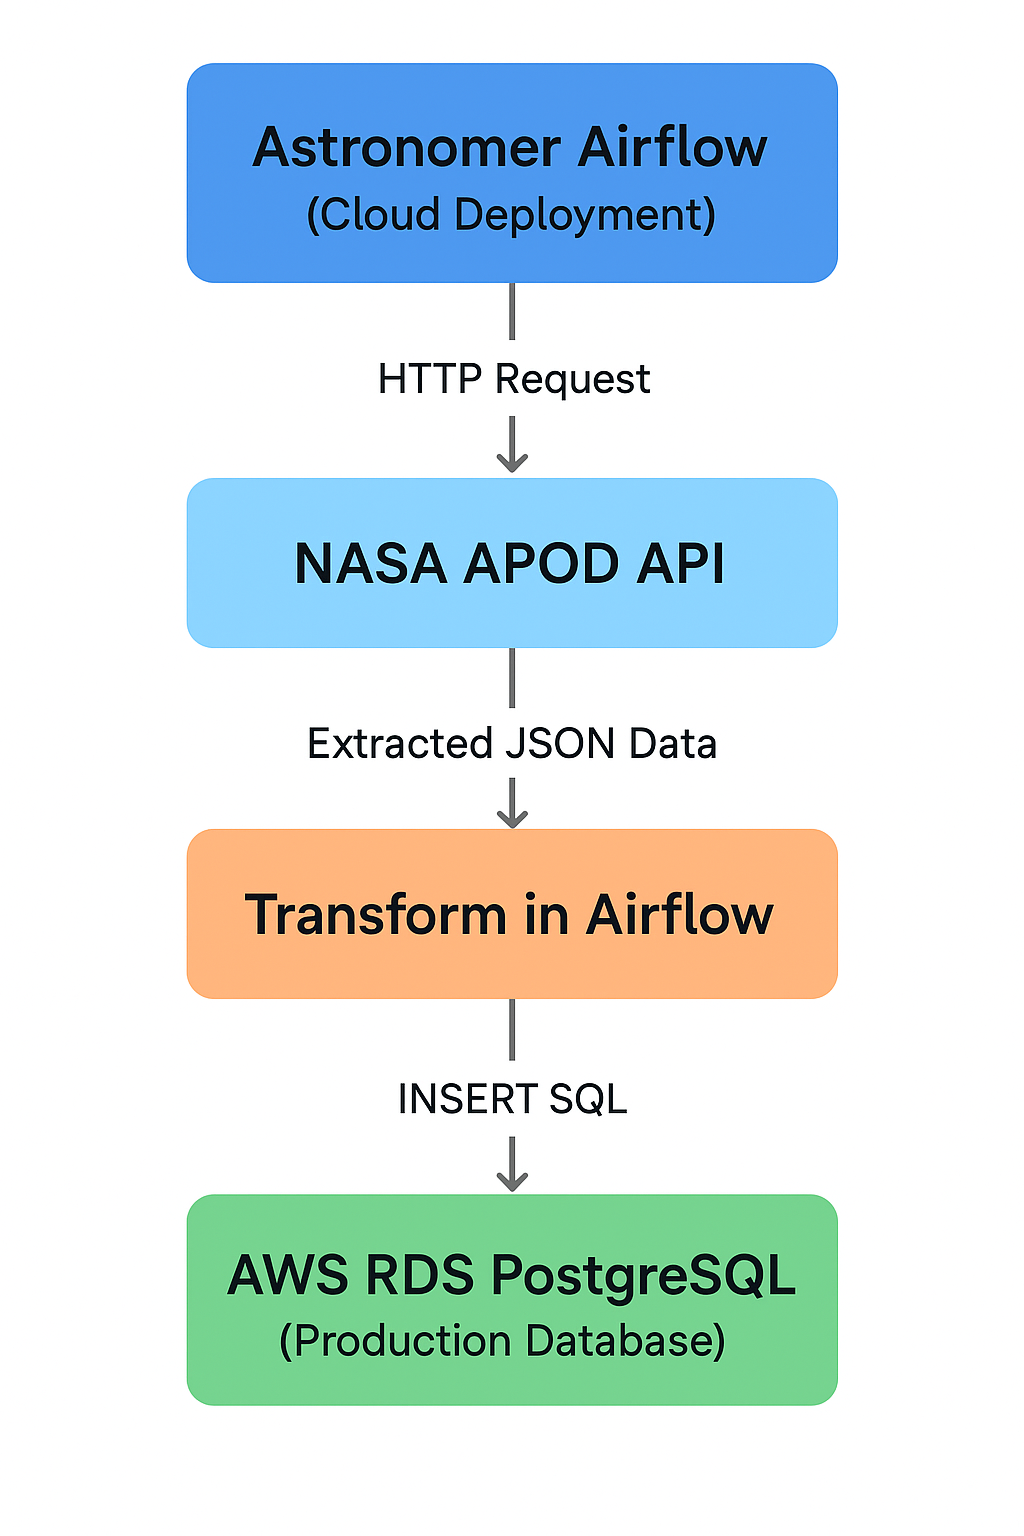 Astronomer Airflow
(Cloud Deployment)
HTTP Request
NASA APOD API
Extracted JSON Data
Transform in Airflow
INSERT SQL
AWS RDS PostgreSQL
(Production Database)